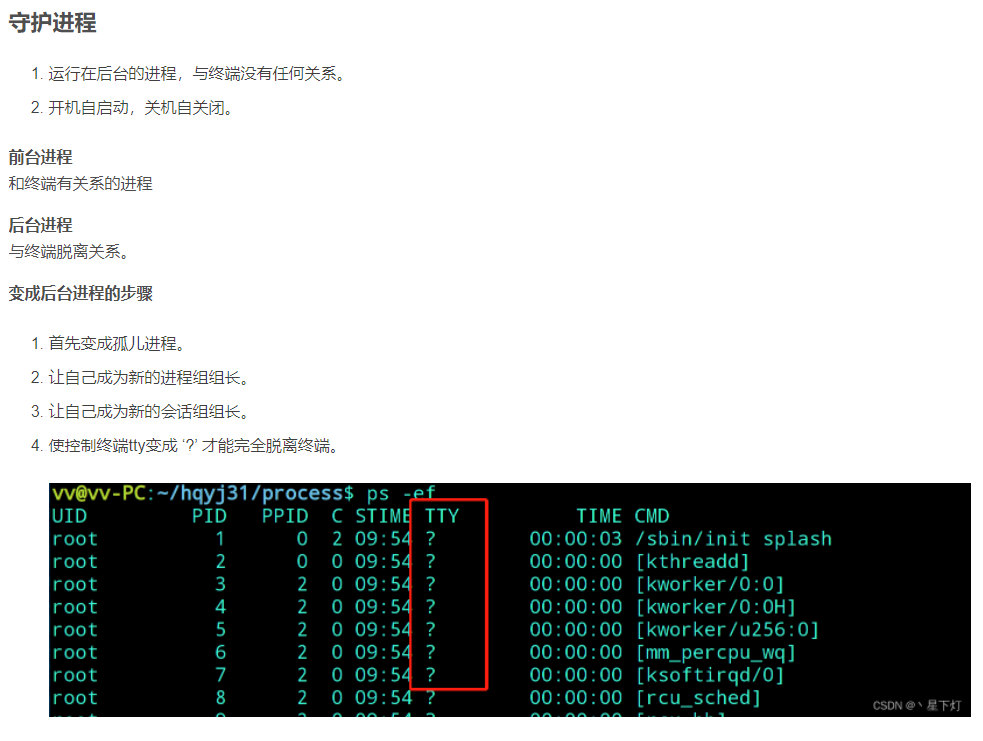 守护进程
1. 运行在后台的进程，与终端没有任何关系。
2. 开机自启动，关机自关闭。
前台进程
和终端有关系的进程
后台进程
与终端脱离关系。
变成后台进程的步骤
1. 首先变成孤儿进程。
2. 让自己成为新的进程组组长。
3. 让自己成为新的会话组组长。
4. 使控制终端tty变成 '?' 才能完全脱离终端。
vv@vv-PC:~/hqyj31/process$ ps -ef
UID PID PPID C STIME TTY TIME CMD
root 1 0 2 09:54 ? 00:00:03 /sbin/init splash
root 2 0 0 09:54 ? 00:00:00 [kthreadd]
root 3 2 0 09:54 ? 00:00:00 [kworker/0:0]
root 4 2 0 09:54 ? 00:00:00 [kworker/0:0H]
root 5 2 0 09:54 ? 00:00:00 [kworker/u256:0]
root 6 2 0 09:54 ? 00:00:00 [mm_percpu_wq]
root 7 2 0 09:54 ? 00:00:00 [ksoftirqd/0]
root 8 2 0 09:54 ? 00:00:00 [rcu_sched]
CSDN @丶星下灯